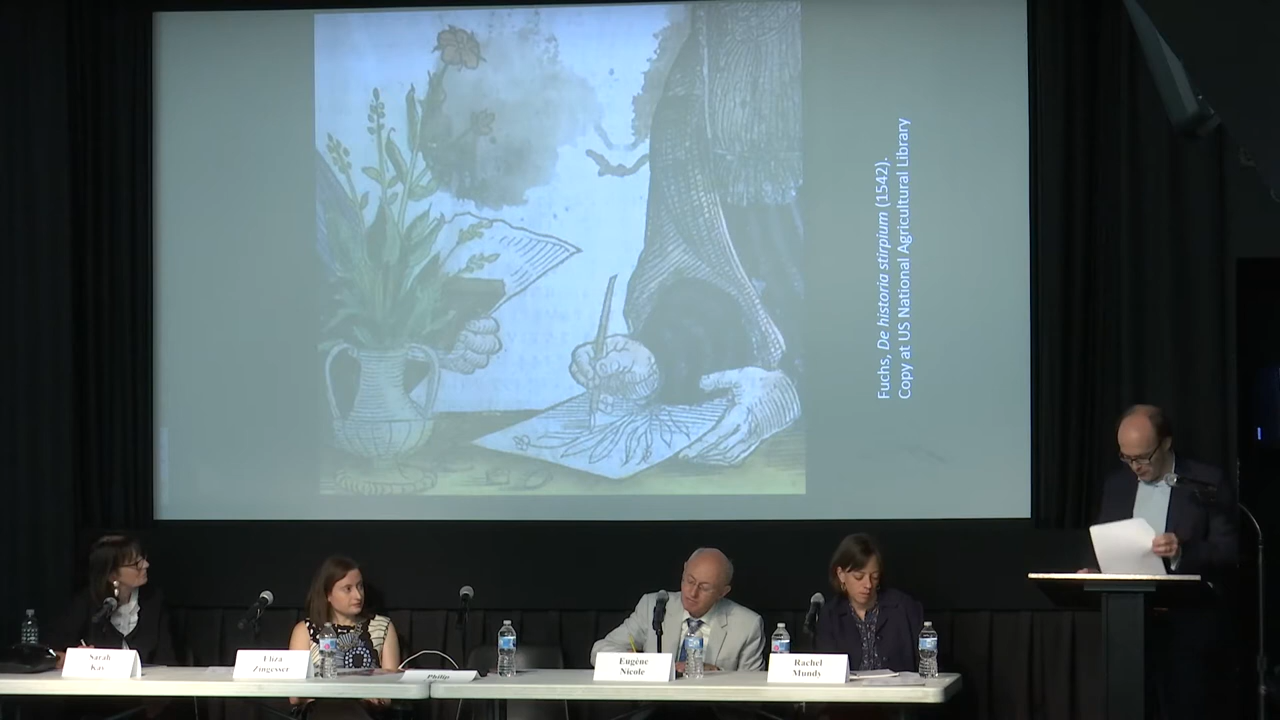 Fuchs, De historia stirpium (1542).
Copy at US National Agricultural Library
Sarah
Kay
Eliza
Zingesser
Philip
Eugène
Nicole
Rachel
Mundy